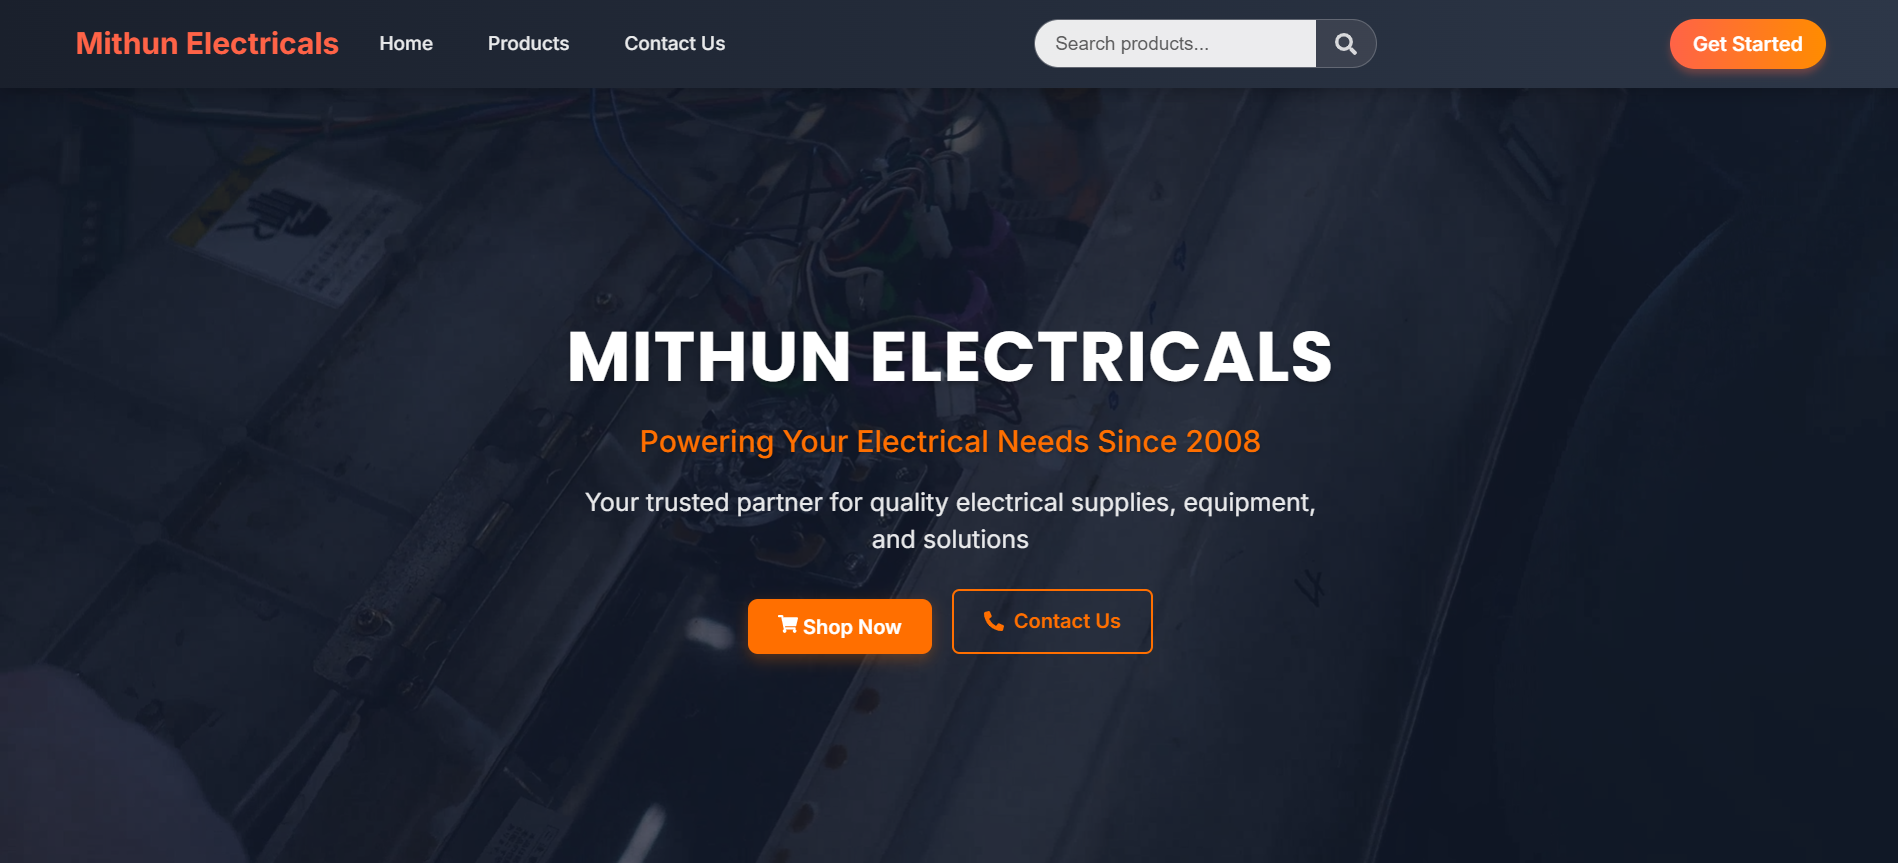 Mithun Electricals
Home
Products
Contact Us
Search products...
Get Started
MITHUN ELECTRICALS
Powering Your Electrical Needs Since 2008
Your trusted partner for quality electrical supplies, equipment,
and solutions
Shop Now
Contact Us